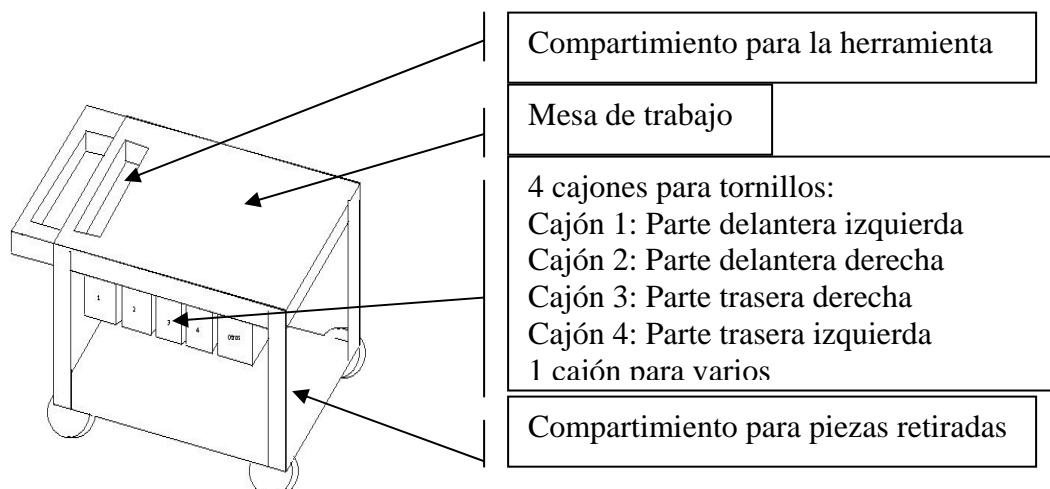 Compartimiento para la herramienta
Mesa de trabajo
4 cajones para tornillos:
Cajón 1: Parte delantera izquierda
Cajón 2: Parte delantera derecha
Cajón 3: Parte trasera derecha
Cajón 4: Parte trasera izquierda
1 cajón para varios
Compartimiento para piezas retiradas
1 2 3 4 otros